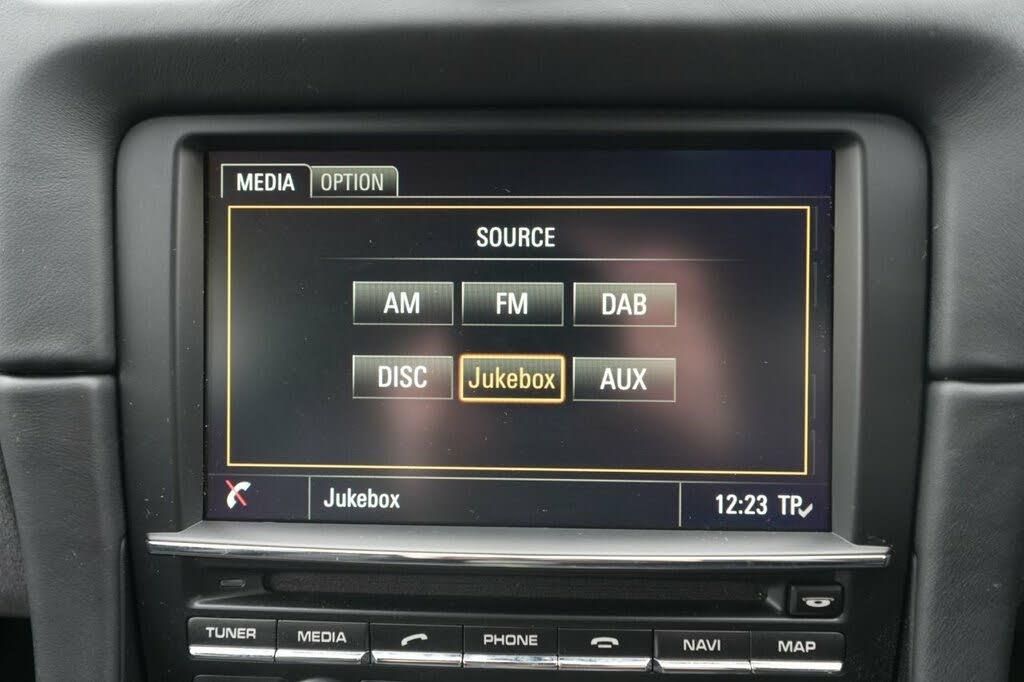 MEDIA OPTION
SOURCE
AM FM DAB
DISC Jukebox AUX
Jukebox 12:23 TP
TUNER MEDIA PHONE NAVI MAP